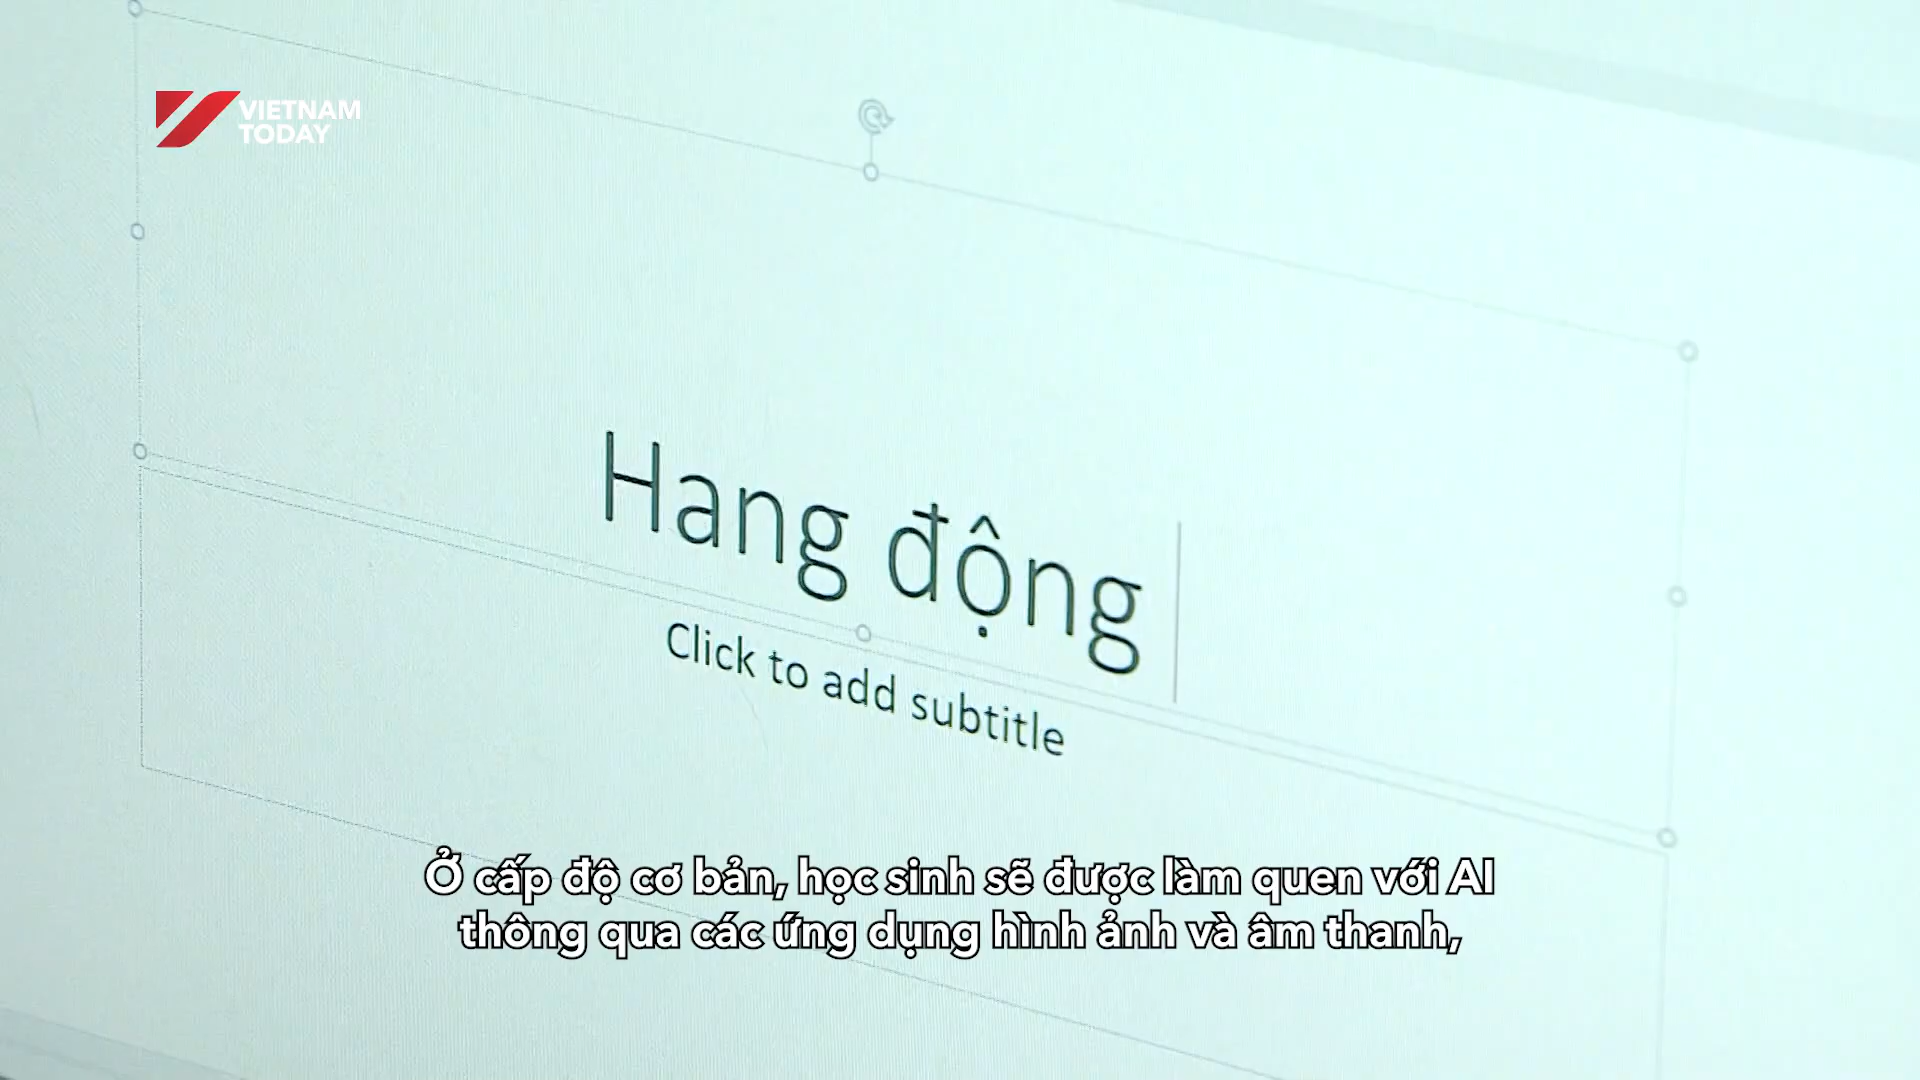 VIETNAM
TODAY
Hang động
Click to add subtitle
Ở cấp độ cơ bản, học sinh sẽ được làm quen với AI
thông qua các ứng dụng hình ảnh và âm thanh,